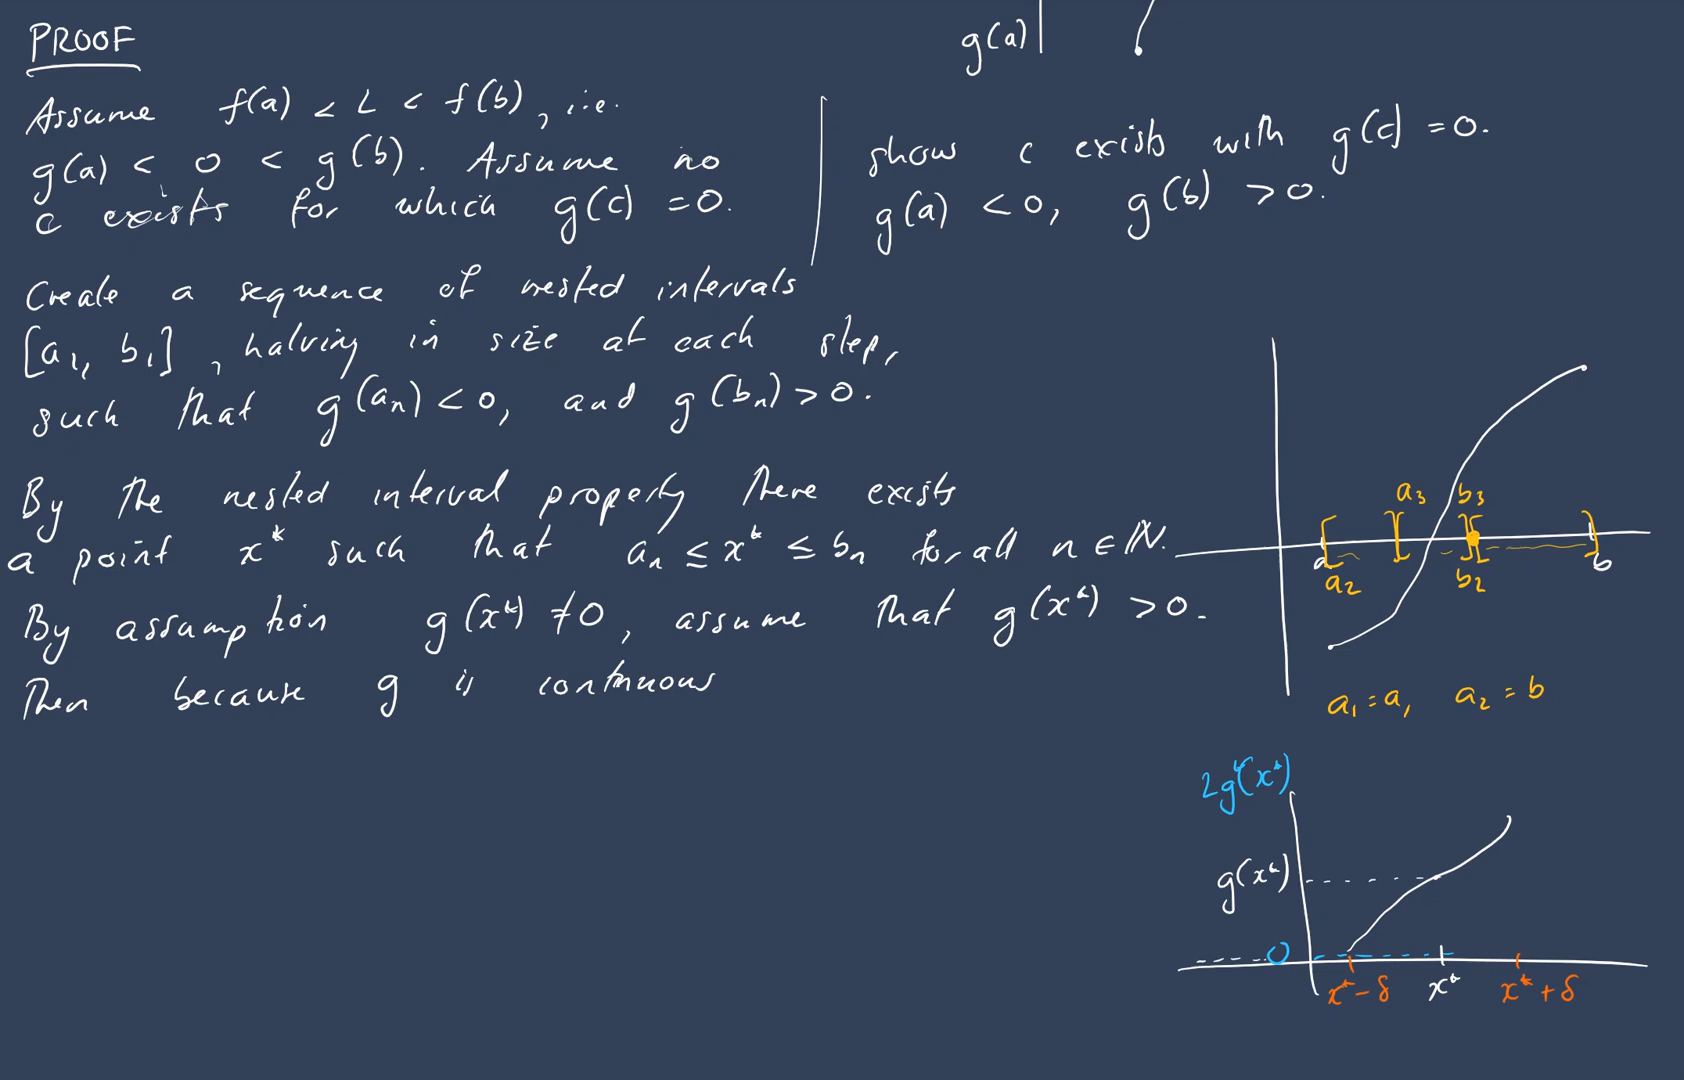 PROOF
Assume f(a) < L < f(b), i.e.
g(a) < 0 < g(b). Assume no
c exists for which g(c) = 0.
Create a sequence of nested intervals
[a₁, b₁], halving in size at each step,
such that g(aₙ) < 0, and g(bₙ) > 0.
By the nested interval property there exists
a point x* such that aₙ ≤ x* ≤ bₙ for all n ∈ ℕ.
By assumption g(x*) ≠ 0, assume that g(x*) > 0.
Then because g is continuous
g(a)
show c exists with g(c) = 0.
g(a) < 0, g(b) > 0.
a₃ b₃
a b
a₂ b₂
a₁ = a, a₂ = b
2g(x*)
g(x*)
0
x* - δ x* x* + δ